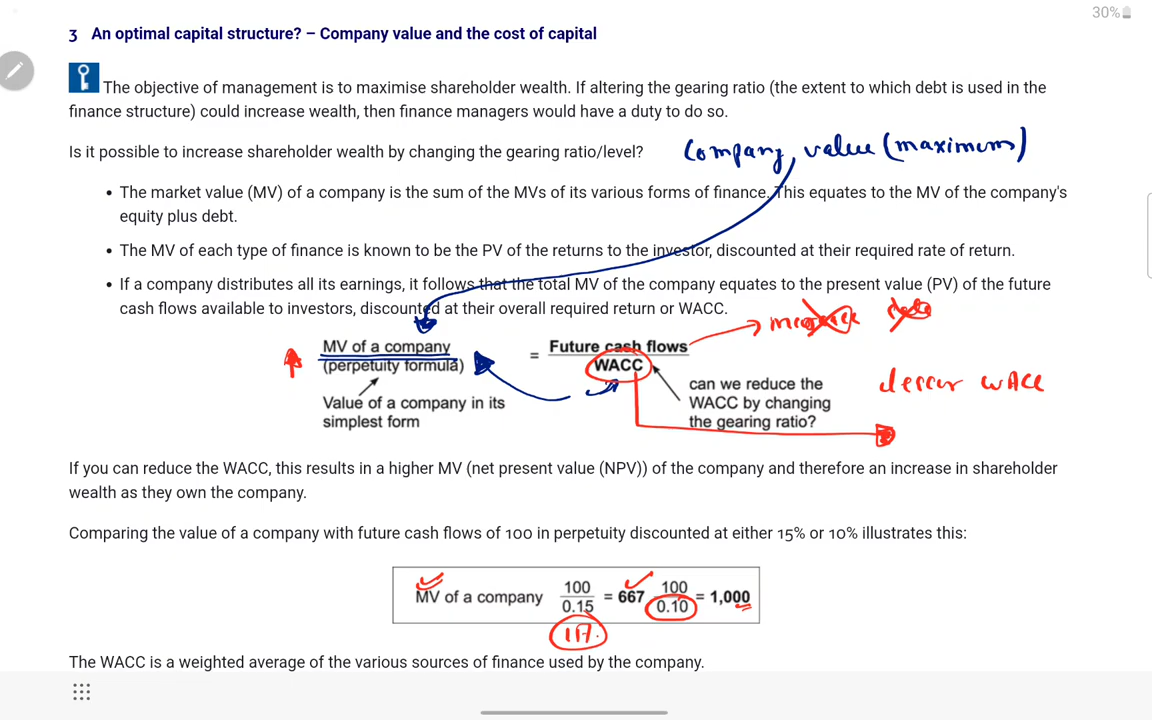 30%
3 An optimal capital structure? – Company value and the cost of capital
The objective of management is to maximise shareholder wealth. If altering the gearing ratio (the extent to which debt is used in the
finance structure) could increase wealth, then finance managers would have a duty to do so.
Is it possible to increase shareholder wealth by changing the gearing ratio/level?
Company value (maximum)
• The market value (MV) of a company is the sum of the MVs of its various forms of finance. This equates to the MV of the company's
equity plus debt.
• The MV of each type of finance is known to be the PV of the returns to the investor, discounted at their required rate of return.
• If a company distributes all its earnings, it follows that the total MV of the company equates to the present value (PV) of the future
cash flows available to investors, discounted at their overall required return or WACC.
MV of a company
(perpetuity formula)
= Future cash flows
WACC
Value of a company in its
simplest form
can we reduce the
WACC by changing
the gearing ratio?
WACC
If you can reduce the WACC, this results in a higher MV (net present value (NPV)) of the company and therefore an increase in shareholder
wealth as they own the company.
Comparing the value of a company with future cash flows of 100 in perpetuity discounted at either 15% or 10% illustrates this:
MV of a company 100/0.15 = 667 100/0.10 = 1,000
The WACC is a weighted average of the various sources of finance used by the company.